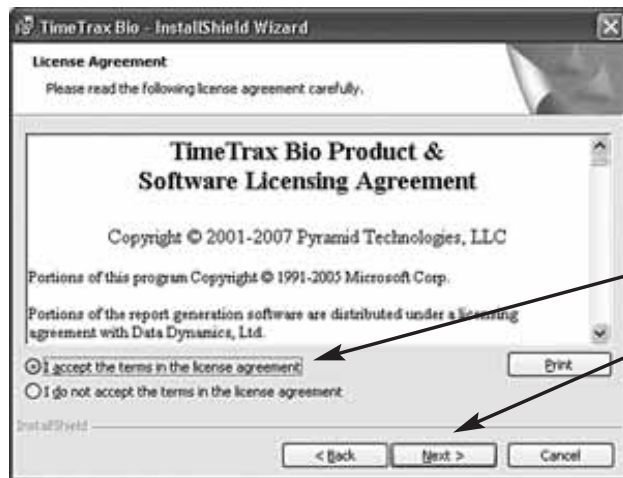 TimeTrax Bio - InstallShield Wizard
License Agreement
Please read the following license agreement carefully.
TimeTrax Bio Product &
Software Licensing Agreement
Copyright © 2001-2007 Pyramid Technologies, LLC
Portions of this program Copyright © 1991-2005 Microsoft Corp.
Portions of the report generation software are distributed under a licensing
agreement with Data Dynamics, Ltd.
I accept the terms in the license agreement
Print
I do not accept the terms in the license agreement
InstallShield
< Back
Next >
Cancel